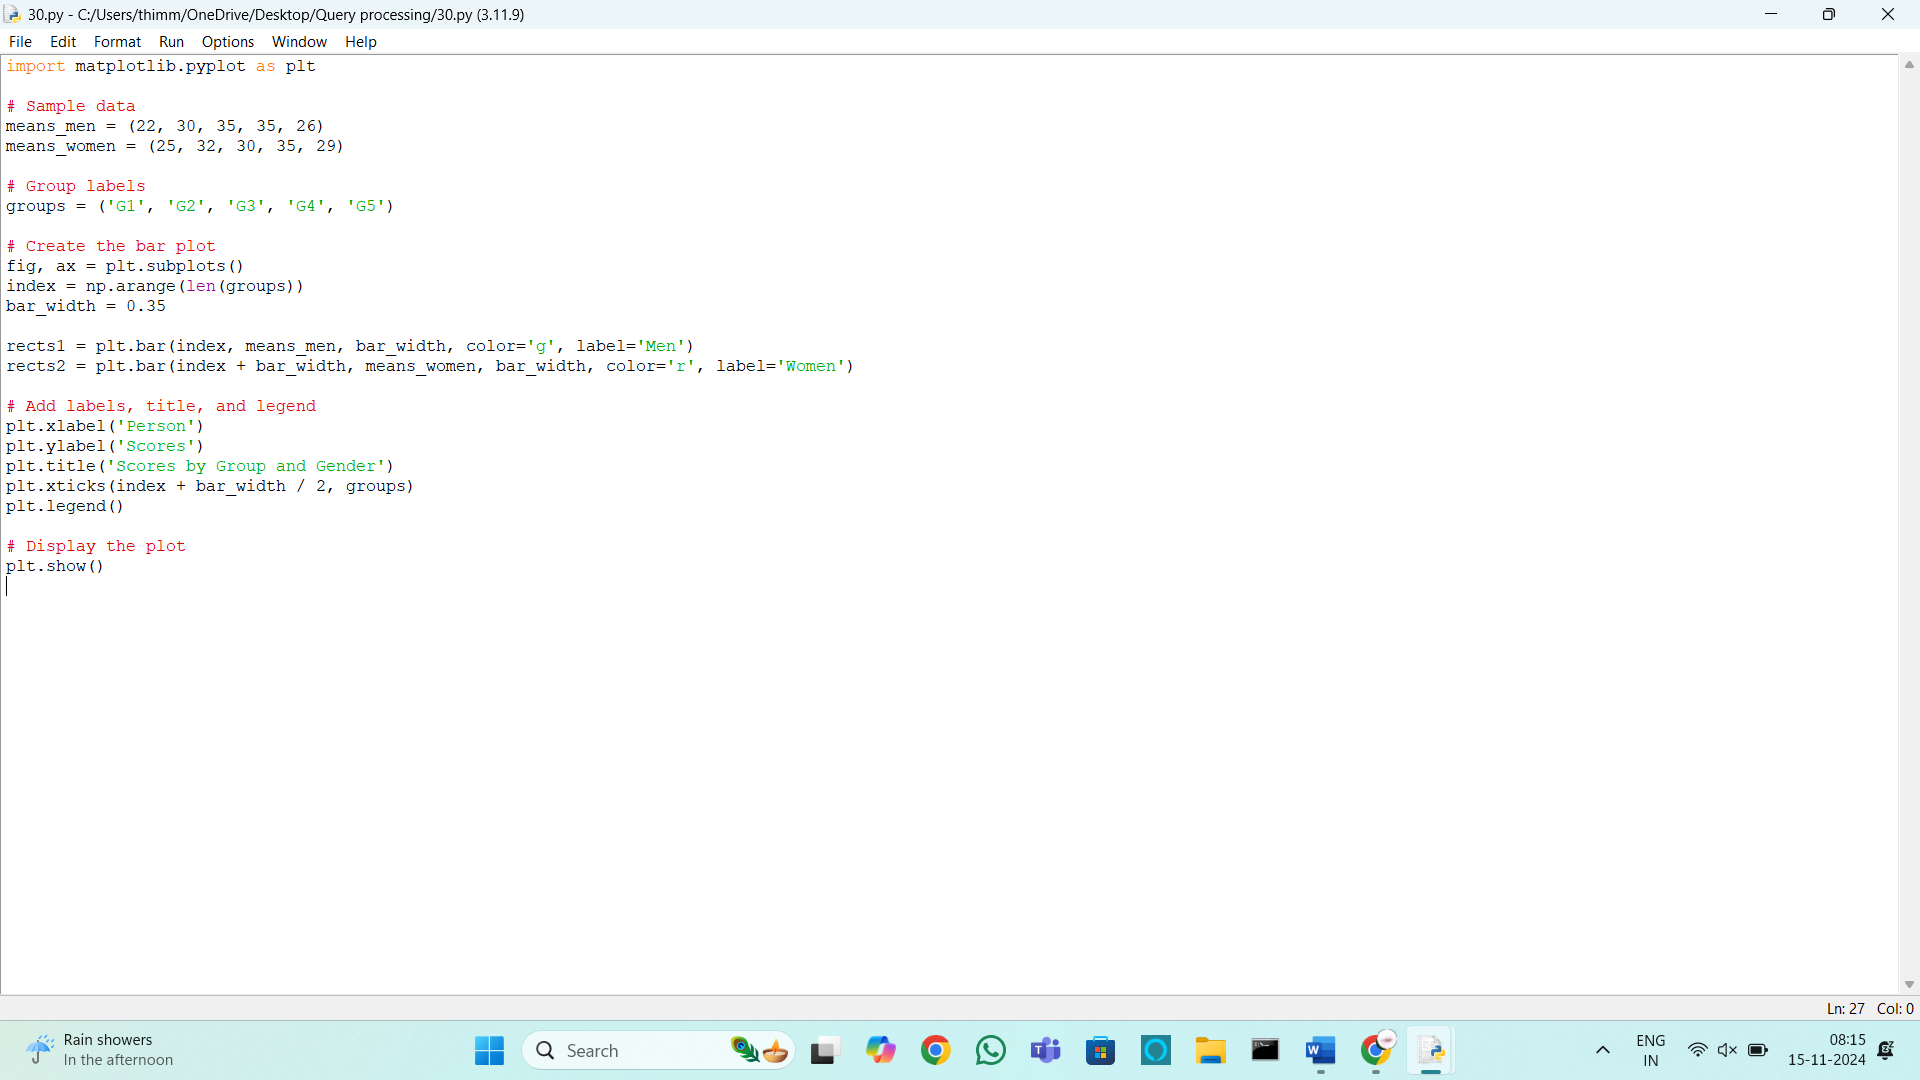 30.py - C:/Users/thimm/OneDrive/Desktop/Query processing/30.py (3.11.9)
File Edit Format Run Options Window Help
import matplotlib.pyplot as plt
# Sample data
means_men = (22, 30, 35, 35, 26)
means_women = (25, 32, 30, 35, 29)
# Group labels
groups = ('G1', 'G2', 'G3', 'G4', 'G5')
# Create the bar plot
fig, ax = plt.subplots()
index = np.arange(len(groups))
bar_width = 0.35
rects1 = plt.bar(index, means_men, bar_width, color='g', label='Men')
rects2 = plt.bar(index + bar_width, means_women, bar_width, color='r', label='Women')
# Add labels, title, and legend
plt.xlabel('Person')
plt.ylabel('Scores')
plt.title('Scores by Group and Gender')
plt.xticks(index + bar_width / 2, groups)
plt.legend()
# Display the plot
plt.show()
Ln: 27 Col: 0
Rain showers
In the afternoon
Search
ENG
IN
08:15
15-11-2024